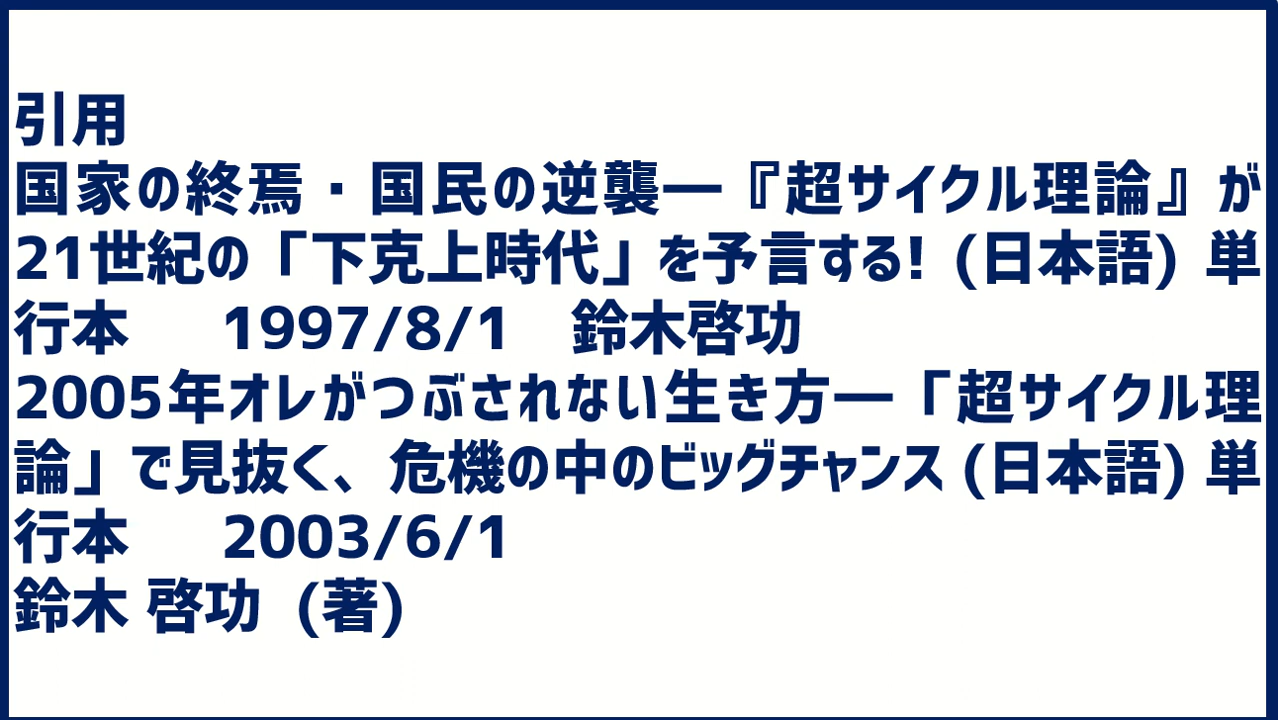 引用
国家の終焉・国民の逆襲―『超サイクル理論』が
21世紀の「下克上時代」を予言する! (日本語) 単
行本　 1997/8/1　鈴木啓功
2005年オレがつぶされない生き方―「超サイクル理
論」で見抜く、危機の中のビッグチャンス (日本語) 単
行本　 2003/6/1
鈴木 啓功 (著)